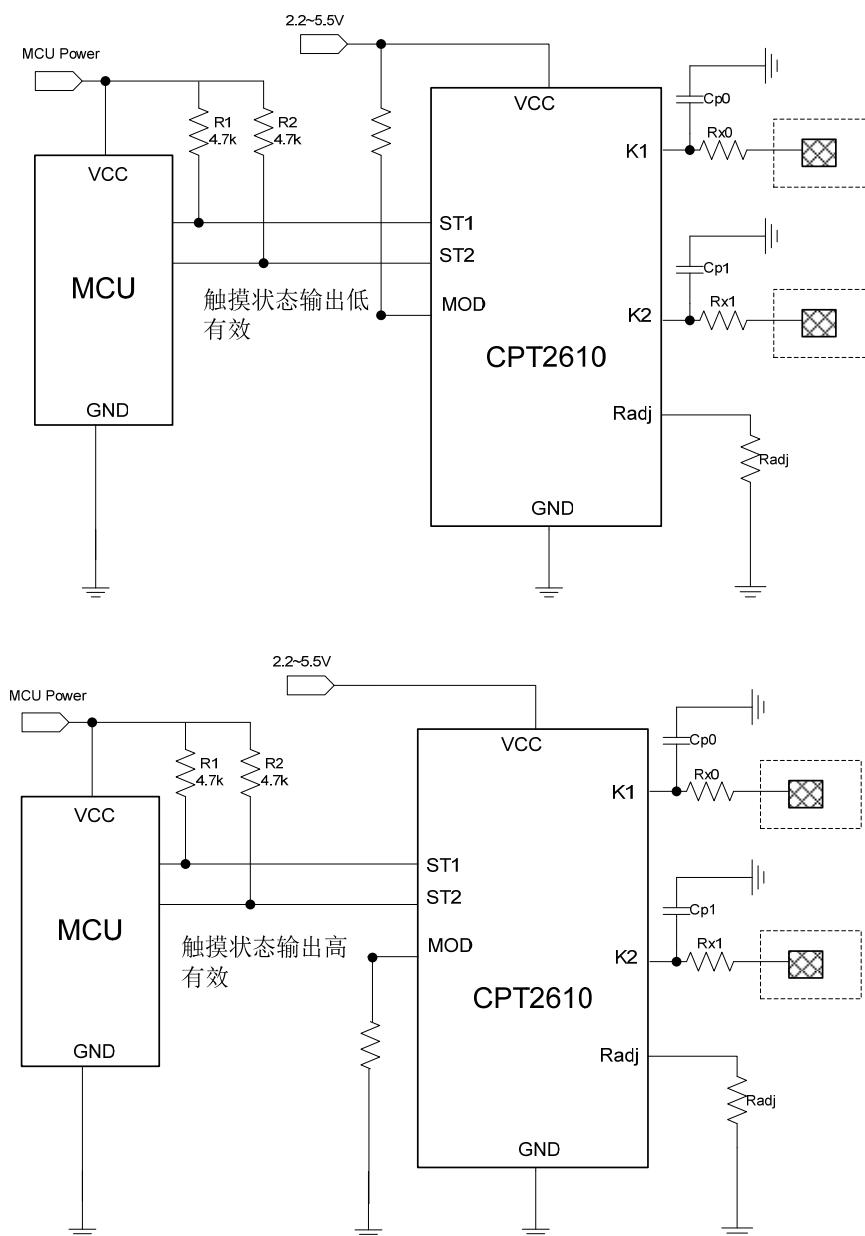 2.2~5.5V
MCU Power
R1
4.7k
R2
4.7k
VCC
VCC
Cp0
Rx0
K1
ST1
ST2
MCU
触摸状态输出低
有效
MOD
Cp1
Rx1
K2
CPT2610
GND
Radj
Radj
GND
2.2~5.5V
MCU Power
R1
4.7k
R2
4.7k
VCC
VCC
Cp0
Rx0
K1
ST1
ST2
MCU
触摸状态输出高
有效
MOD
Cp1
Rx1
K2
CPT2610
GND
Radj
Radj
GND